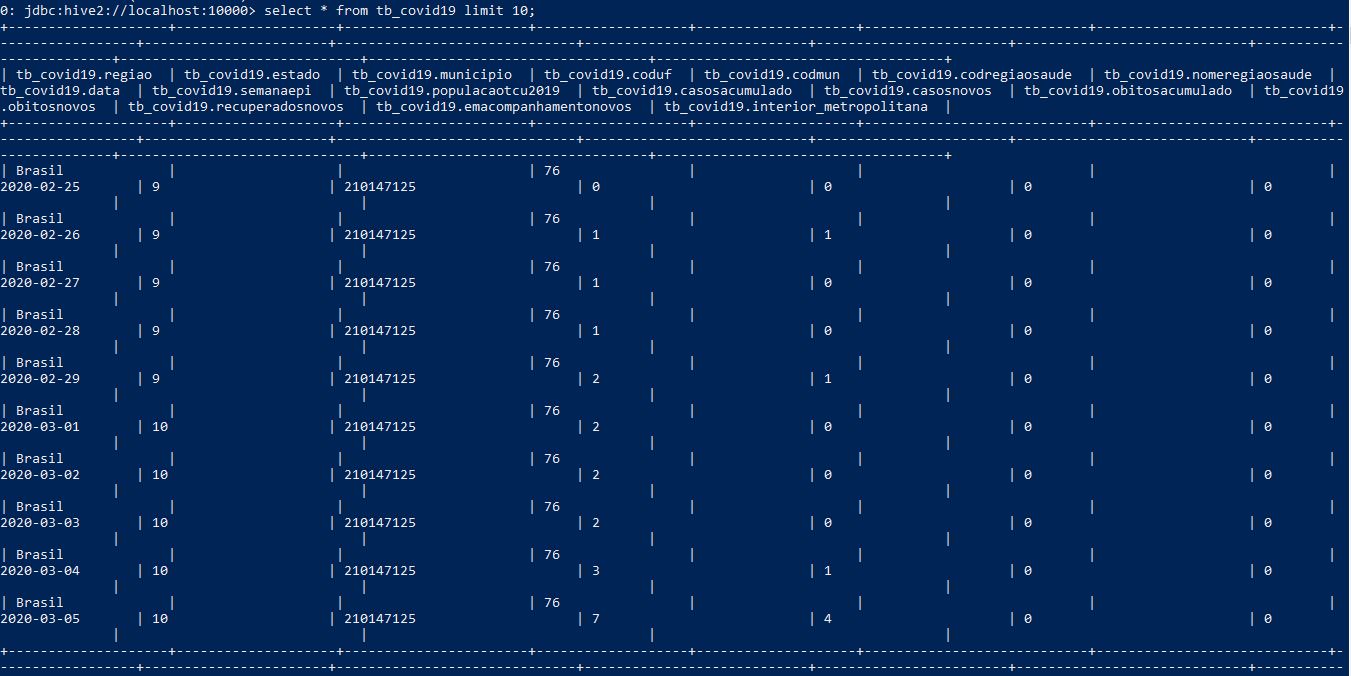 0: jdbc:hive2://localhost:10000> select * from tb_covid19 limit 10;
+--------------------+--------------------+-----------------------+-------------------+--------------------+----------------------------+-----------------------------+-
----------------+-----------------------+------------------------------+----------------------------+------------------------+-----------------------------+-----------
--------------+------------------------------+-----------------------------------+------------------------------------+
| tb_covid19.regiao  | tb_covid19.estado  | tb_covid19.municipio  | tb_covid19.coduf  | tb_covid19.codmun  | tb_covid19.codregiaosaude  | tb_covid19.nomeregiaosaude  |
tb_covid19.data  | tb_covid19.semanaepi  | tb_covid19.populacaotcu2019  | tb_covid19.casosacumulado  | tb_covid19.casosnovos  | tb_covid19.obitosacumulado  | tb_covid19
.obitosnovos  | tb_covid19.recuperadosnovos  | tb_covid19.emacompanhamentonovos  | tb_covid19.interior_metropolitana  |
+--------------------+--------------------+-----------------------+-------------------+--------------------+----------------------------+-----------------------------+-
----------------+-----------------------+------------------------------+----------------------------+------------------------+-----------------------------+-----------
--------------+------------------------------+-----------------------------------+------------------------------------+
| Brasil | | | 76 | | | |
2020-02-25 | 9 | 210147125 | 0 | 0 | 0 | 0
| | | |
| Brasil | | | 76 | | | |
2020-02-26 | 9 | 210147125 | 1 | 1 | 0 | 0
| | | |
| Brasil | | | 76 | | | |
2020-02-27 | 9 | 210147125 | 1 | 0 | 0 | 0
| | | |
| Brasil | | | 76 | | | |
2020-02-28 | 9 | 210147125 | 1 | 0 | 0 | 0
| | | |
| Brasil | | | 76 | | | |
2020-02-29 | 9 | 210147125 | 2 | 1 | 0 | 0
| | | |
| Brasil | | | 76 | | | |
2020-03-01 | 10 | 210147125 | 2 | 0 | 0 | 0
| | | |
| Brasil | | | 76 | | | |
2020-03-02 | 10 | 210147125 | 2 | 0 | 0 | 0
| | | |
| Brasil | | | 76 | | | |
2020-03-03 | 10 | 210147125 | 2 | 0 | 0 | 0
| | | |
| Brasil | | | 76 | | | |
2020-03-04 | 10 | 210147125 | 3 | 1 | 0 | 0
| | | |
| Brasil | | | 76 | | | |
2020-03-05 | 10 | 210147125 | 7 | 4 | 0 | 0
| | | |
+--------------------+--------------------+-----------------------+-------------------+--------------------+----------------------------+-----------------------------+-
----------------+-----------------------+------------------------------+----------------------------+------------------------+-----------------------------+-----------